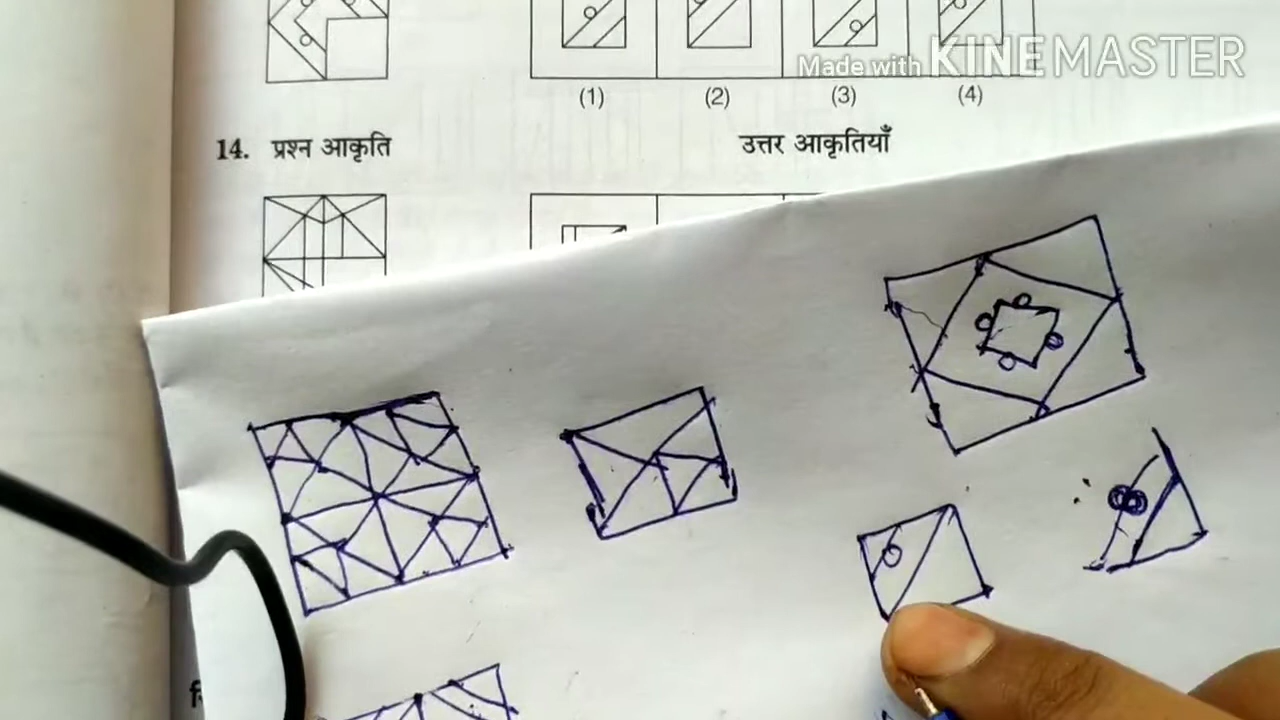 Made with KINEMASTER
(1) (2) (3) (4)
14. प्रश्न आकृति उत्तर आकृतियाँ